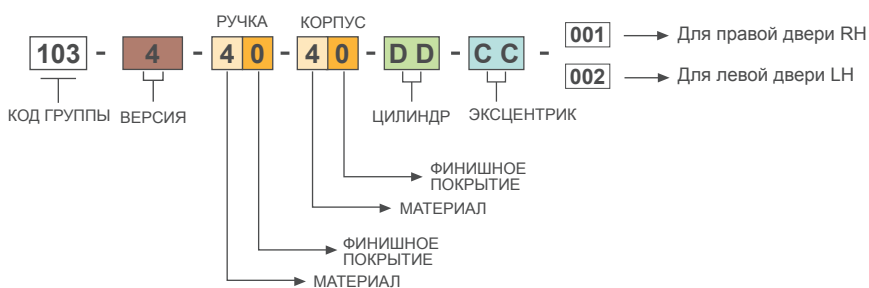 РУЧКА КОРПУС
103 - 4 - 4 0 - 4 0 - D D - C C - 001 Для правой двери RH
002 Для левой двери LH
КОД ГРУППЫ ВЕРСИЯ ЦИЛИНДР ЭКСЦЕНТРИК
ФИНИШНОЕ
ПОКРЫТИЕ
МАТЕРИАЛ
ФИНИШНОЕ
ПОКРЫТИЕ
МАТЕРИАЛ